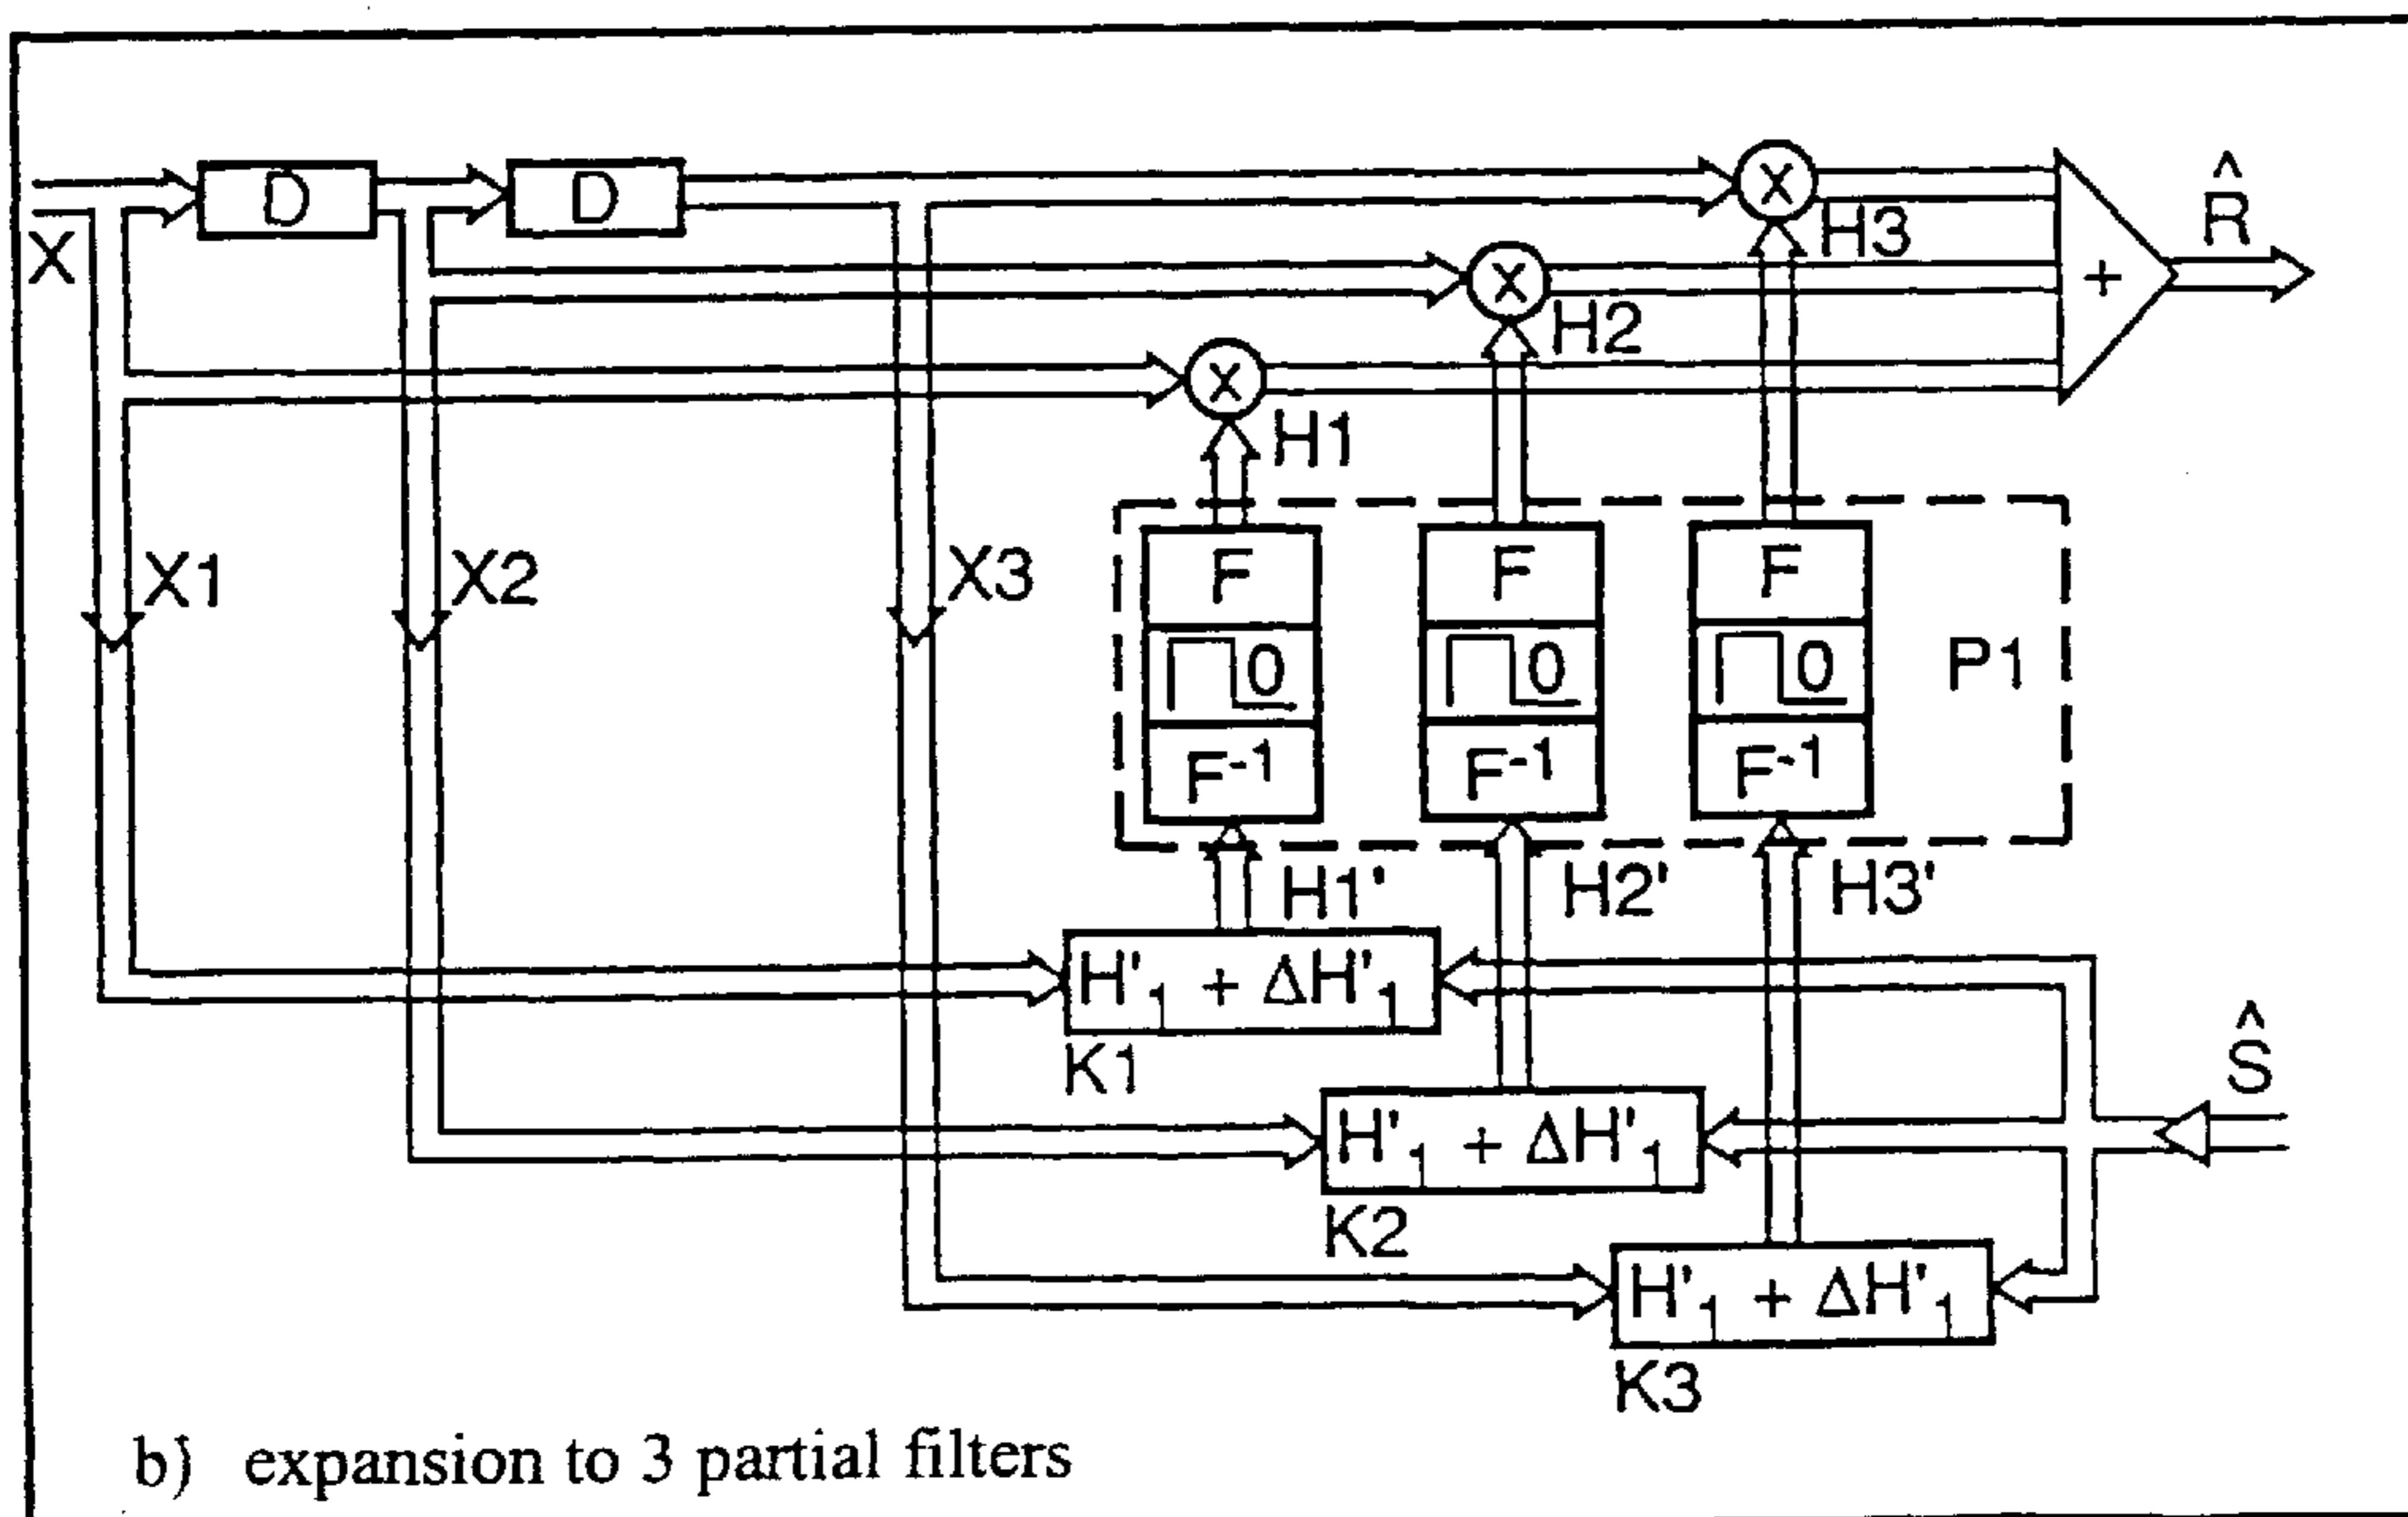 D
D
X
X
H3
R̂
+
X
H2
X
H1
X1
X2
X3
F
F
F
0
0
0
P1
F-1
F-1
F-1
H1'
H2'
H3'
H'1 + ΔH'1
K1
Ŝ
H'1 + ΔH'1
K2
H'1 + ΔH'1
K3
b) expansion to 3 partial filters